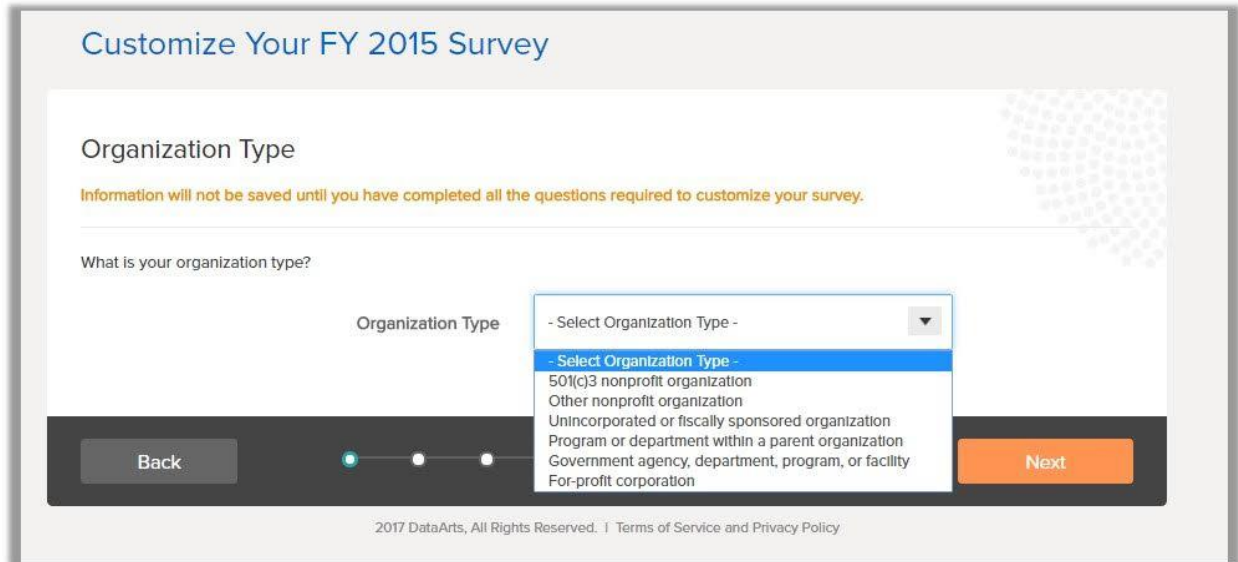 Customize Your FY 2015 Survey
Organization Type
Information will not be saved until you have completed all the questions required to customize your survey.
What is your organization type?
Organization Type
- Select Organization Type -
- Select Organization Type -
501(c)3 nonprofit organization
Other nonprofit organization
Unincorporated or fiscally sponsored organization
Program or department within a parent organization
Government agency, department, program, or facility
For-profit corporation
Back
Next
2017 DataArts, All Rights Reserved. | Terms of Service and Privacy Policy